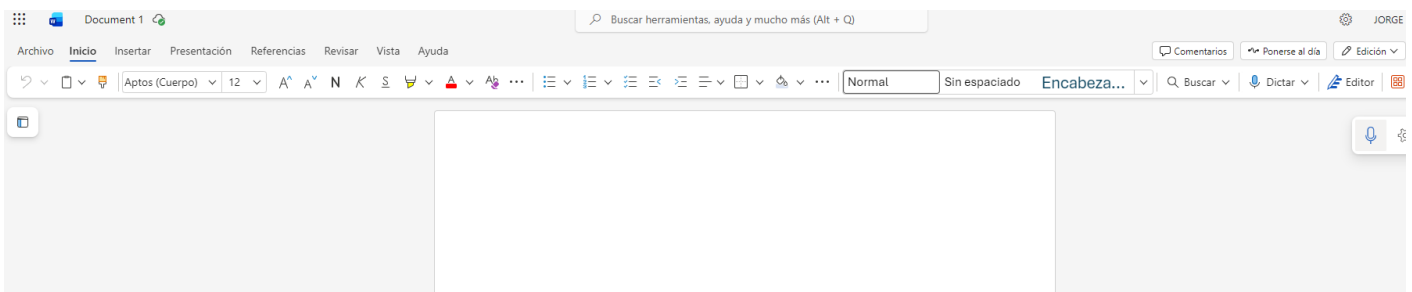 Document 1 Buscar herramientas, ayuda y mucho más (Alt + Q) JORGE
Archivo Inicio Insertar Presentación Referencias Revisar Vista Ayuda Comentarios Ponerse al día Edición
Aptos (Cuerpo) 12 A^ A˅ N K S A Normal Sin espaciado Encabeza... Buscar Dictar Editor